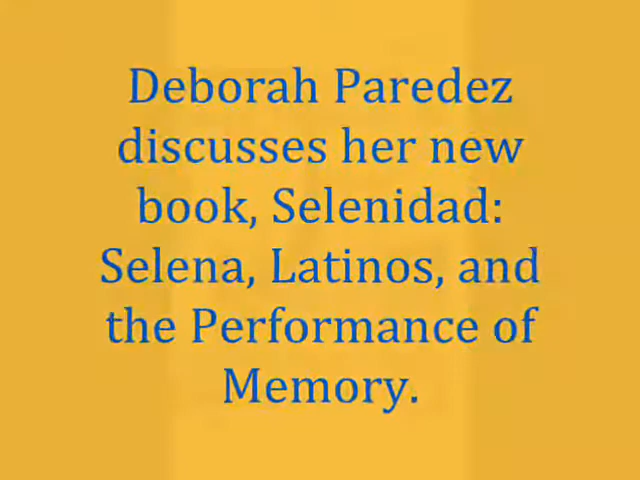 Deborah Paredez
discusses her new
book, Selenidad:
Selena, Latinos, and
the Performance of
Memory.